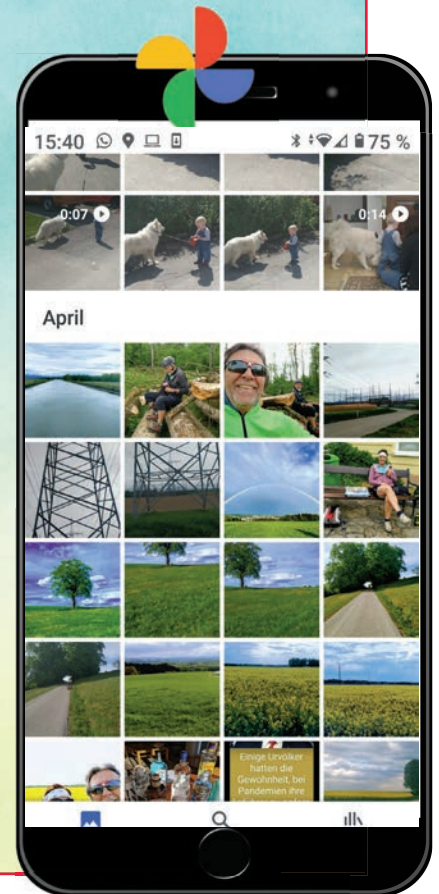 15:40 75 %
0:07 0:14
April
Einige Urvölker
hatten die
Gewohnheit, bei
Pandemien ihre